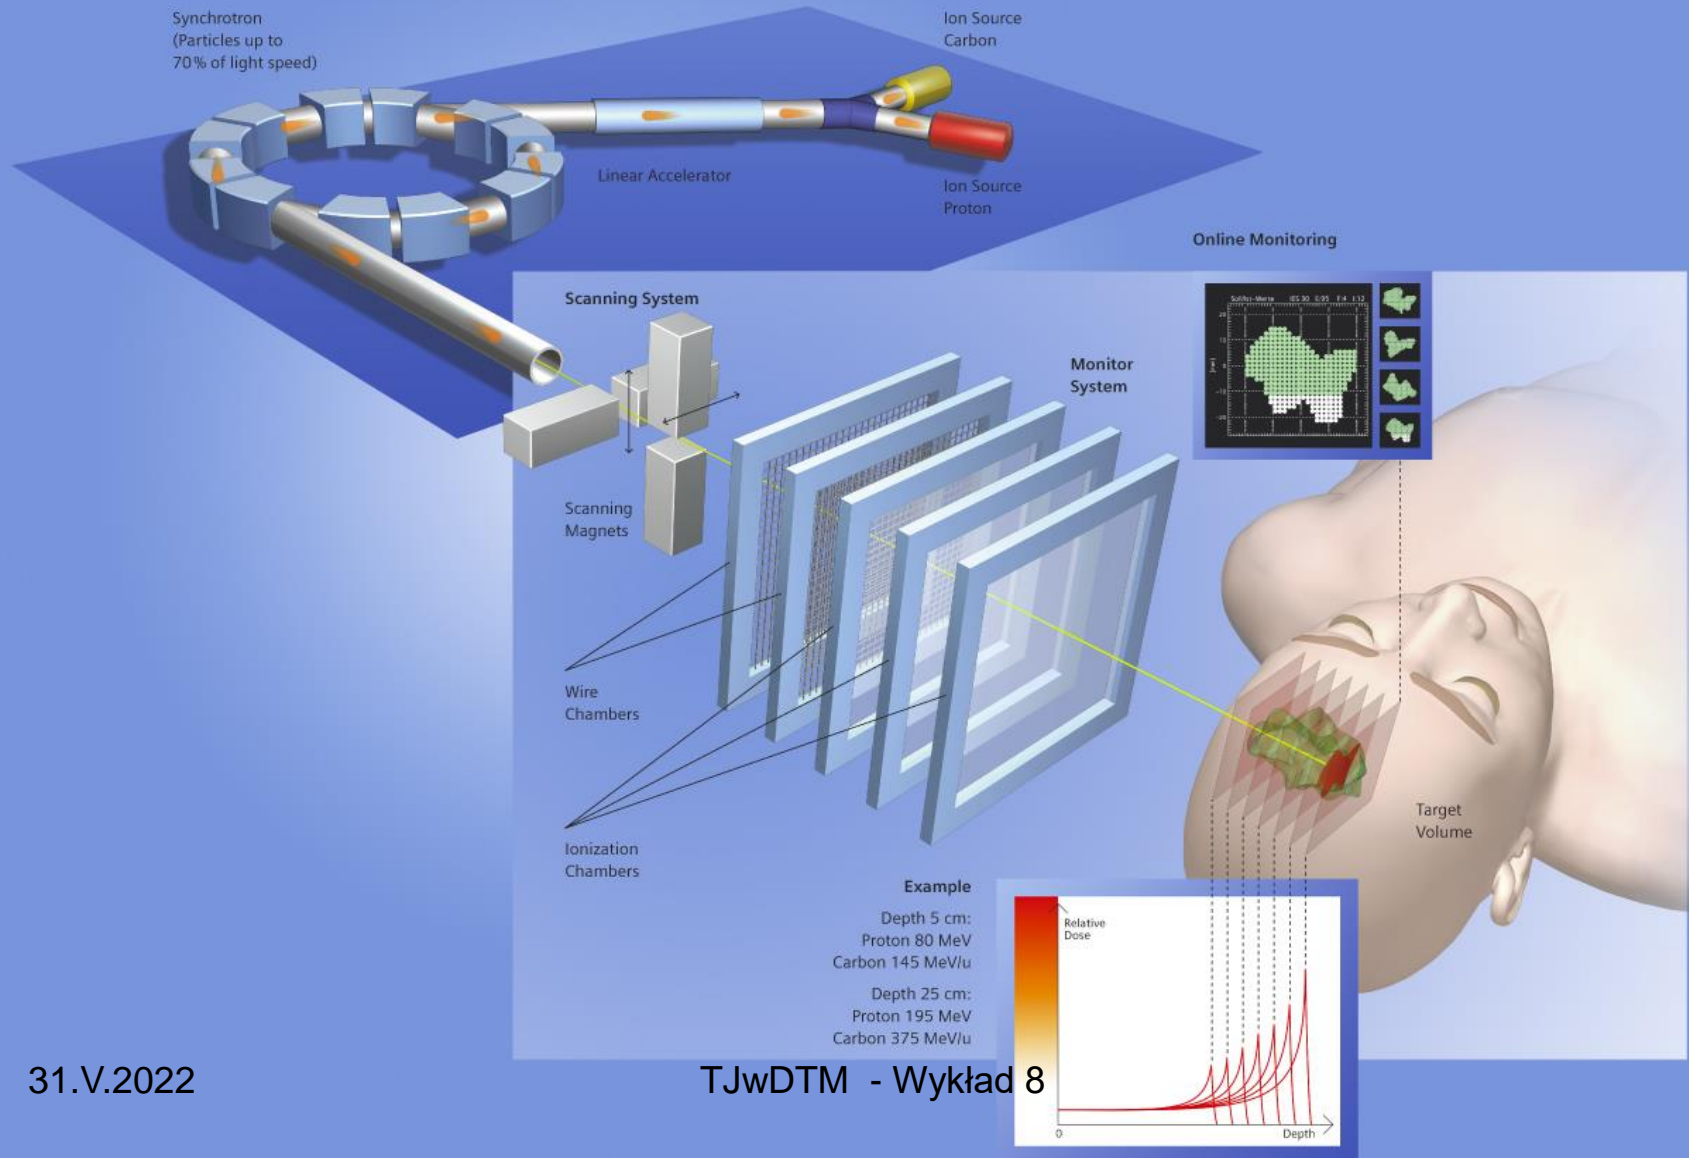 Synchrotron
(Particles up to
70% of light speed)
Ion Source
Carbon
Linear Accelerator
Ion Source
Proton
Online Monitoring
Scanning System
Monitor
System
Scanning
Magnets
Wire
Chambers
Ionization
Chambers
Target
Volume
Example
Depth 5 cm:
Proton 80 MeV
Carbon 145 MeV/u
Depth 25 cm:
Proton 195 MeV
Carbon 375 MeV/u
Relative
Dose
0
Depth
31.V.2022
TJwDTM - Wykład 8